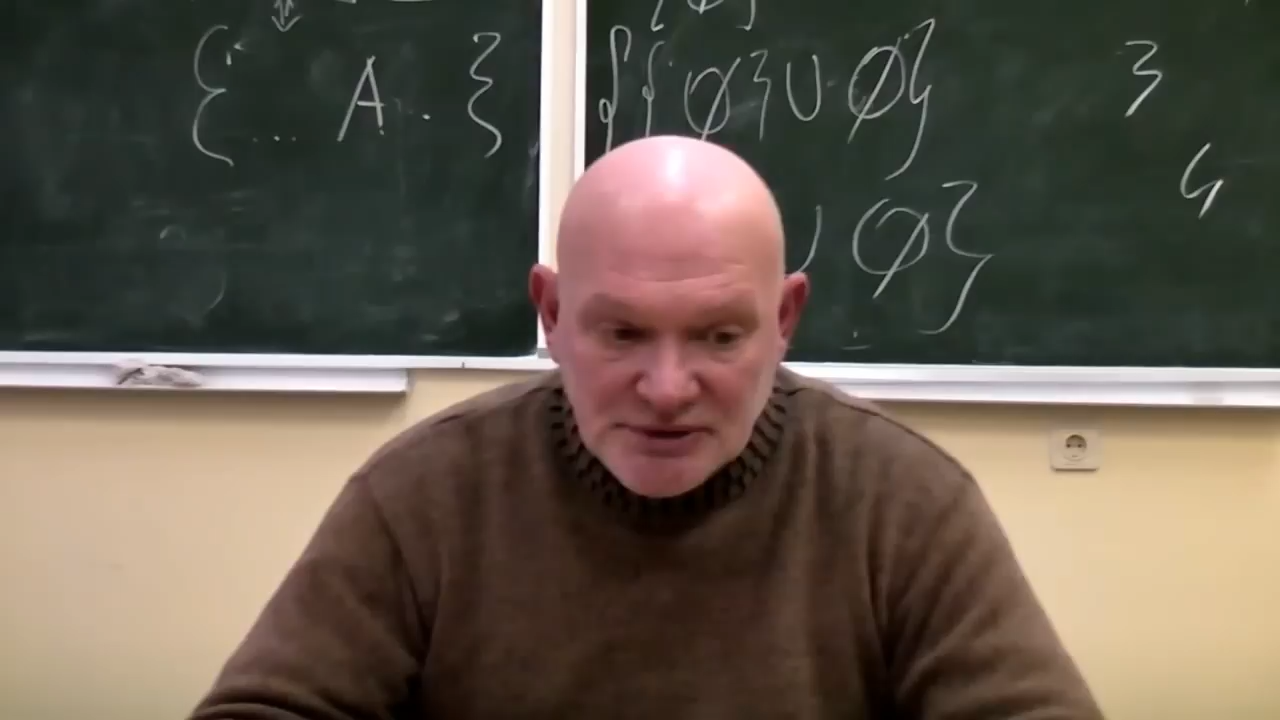 { ... A . }
{{∅}∪∅} 3
∅} 4